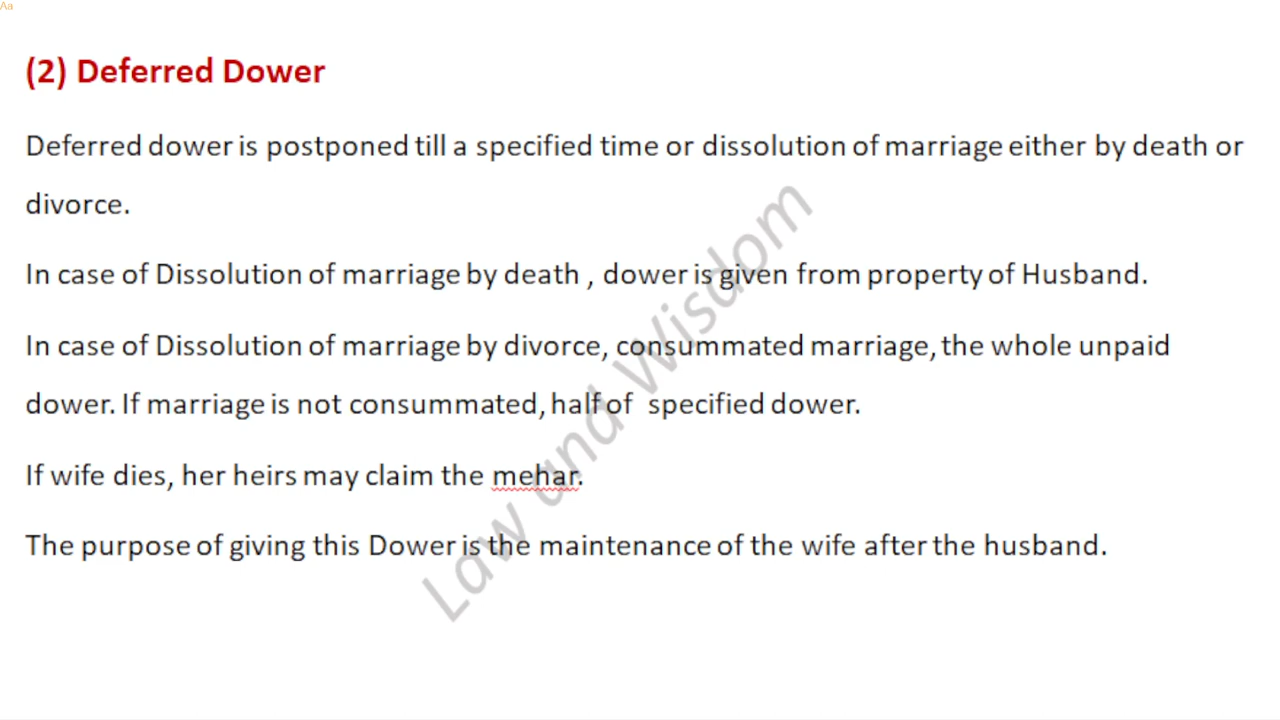 Aa
(2) Deferred Dower
Deferred dower is postponed till a specified time or dissolution of marriage either by death or
divorce.
In case of Dissolution of marriage by death , dower is given from property of Husband.
In case of Dissolution of marriage by divorce, consummated marriage, the whole unpaid
dower. If marriage is not consummated, half of specified dower.
If wife dies, her heirs may claim the mehar.
The purpose of giving this Dower is the maintenance of the wife after the husband.
Law and Wisdom